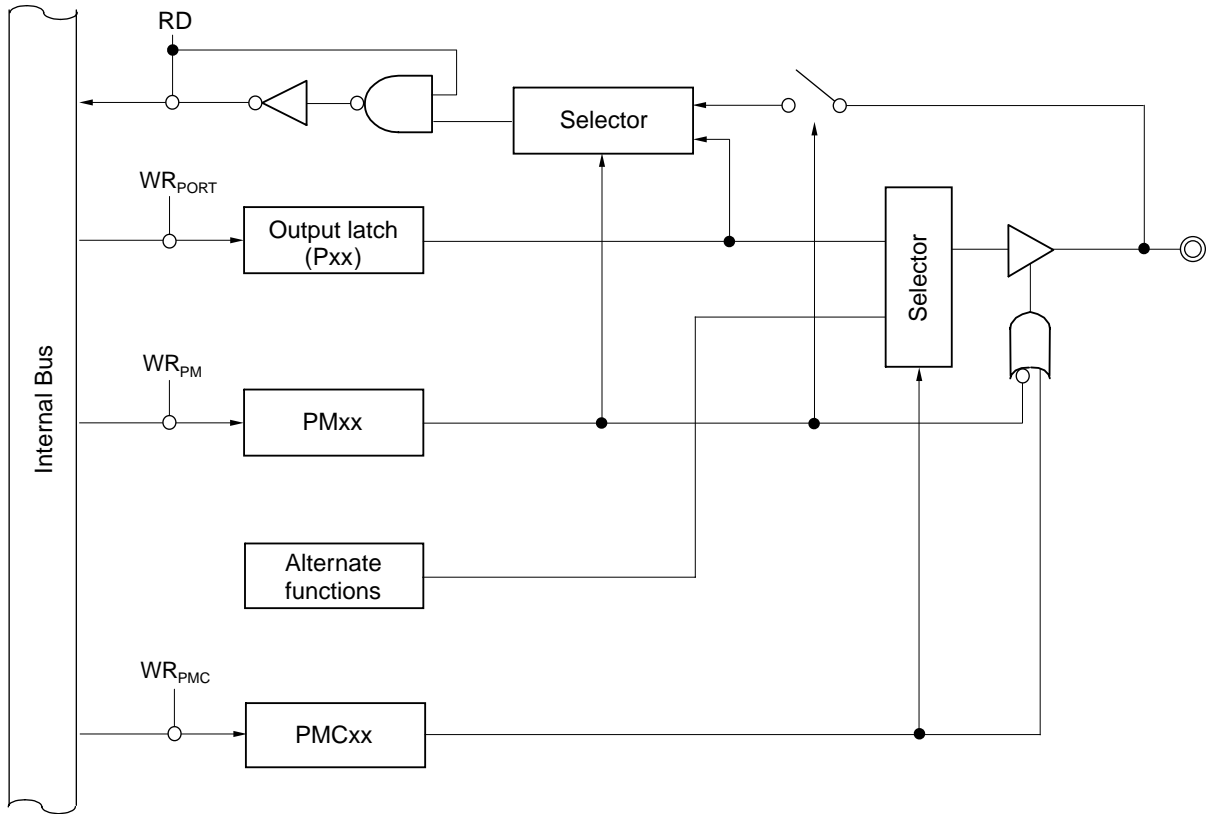 RD
Selector
WRPORT
Output latch
(Pxx)
Selector
Internal Bus
WRPM
PMxx
Alternate
functions
WRPMC
PMCxx